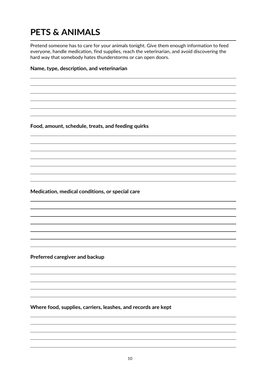 PETS & ANIMALS
Pretend someone has to care for your animals tonight. Give them enough information to feed
everyone, handle medication, find supplies, reach the veterinarian, and avoid discovering the
hard way that somebody hates thunderstorms or can open doors.
Name, type, description, and veterinarian
Food, amount, schedule, treats, and feeding quirks
Medication, medical conditions, or special care
Preferred caregiver and backup
Where food, supplies, carriers, leashes, and records are kept
10